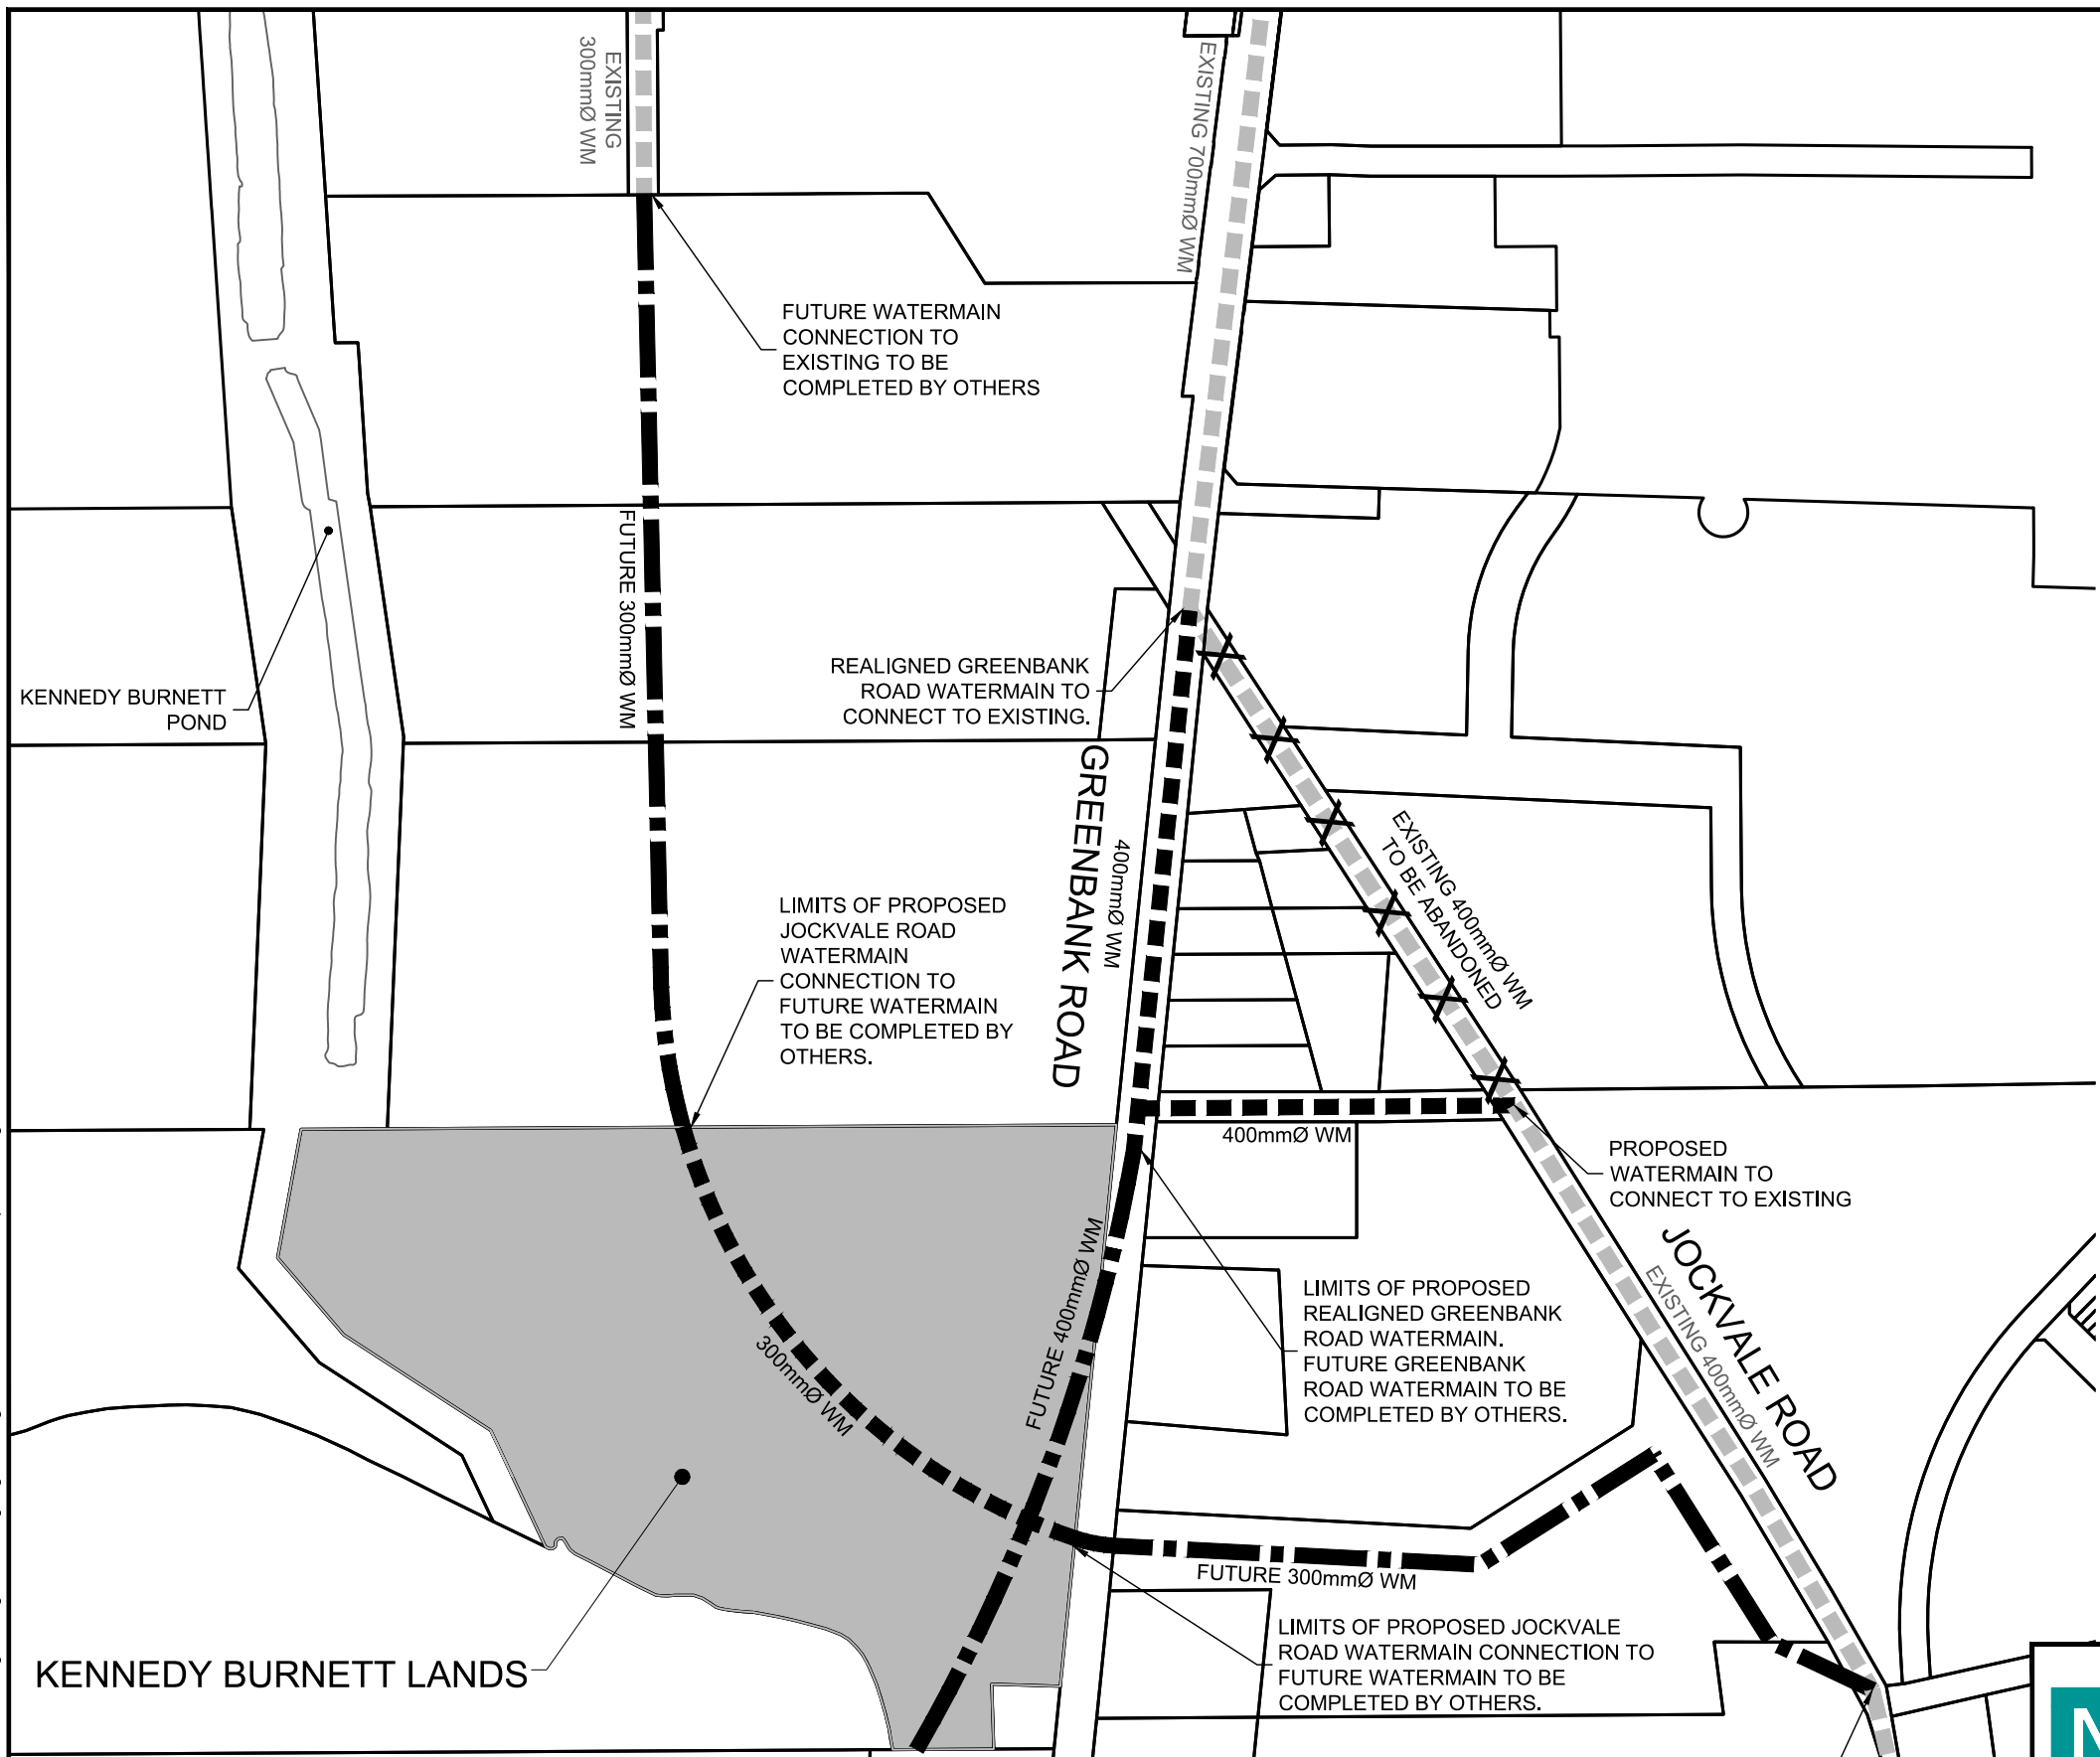 EXISTING
300mmØ WM
EXISTING 700mmØ WM
FUTURE WATERMAIN
CONNECTION TO
EXISTING TO BE
COMPLETED BY OTHERS
FUTURE 300mmØ WM
KENNEDY BURNETT
POND
REALIGNED GREENBANK
ROAD WATERMAIN TO
CONNECT TO EXISTING.
GREENBANK ROAD
400mmØ WM
EXISTING 400mmØ WM
TO BE ABANDONED
LIMITS OF PROPOSED
JOCKVALE ROAD
WATERMAIN
CONNECTION TO
FUTURE WATERMAIN
TO BE COMPLETED BY
OTHERS.
400mmØ WM
PROPOSED
WATERMAIN TO
CONNECT TO EXISTING
JOCKVALE ROAD
EXISTING 400mmØ WM
FUTURE 400mmØ WM
300mmØ WM
LIMITS OF PROPOSED
REALIGNED GREENBANK
ROAD WATERMAIN.
FUTURE GREENBANK
ROAD WATERMAIN TO BE
COMPLETED BY OTHERS.
FUTURE 300mmØ WM
LIMITS OF PROPOSED JOCKVALE
ROAD WATERMAIN CONNECTION TO
FUTURE WATERMAIN TO BE
COMPLETED BY OTHERS.
KENNEDY BURNETT LANDS